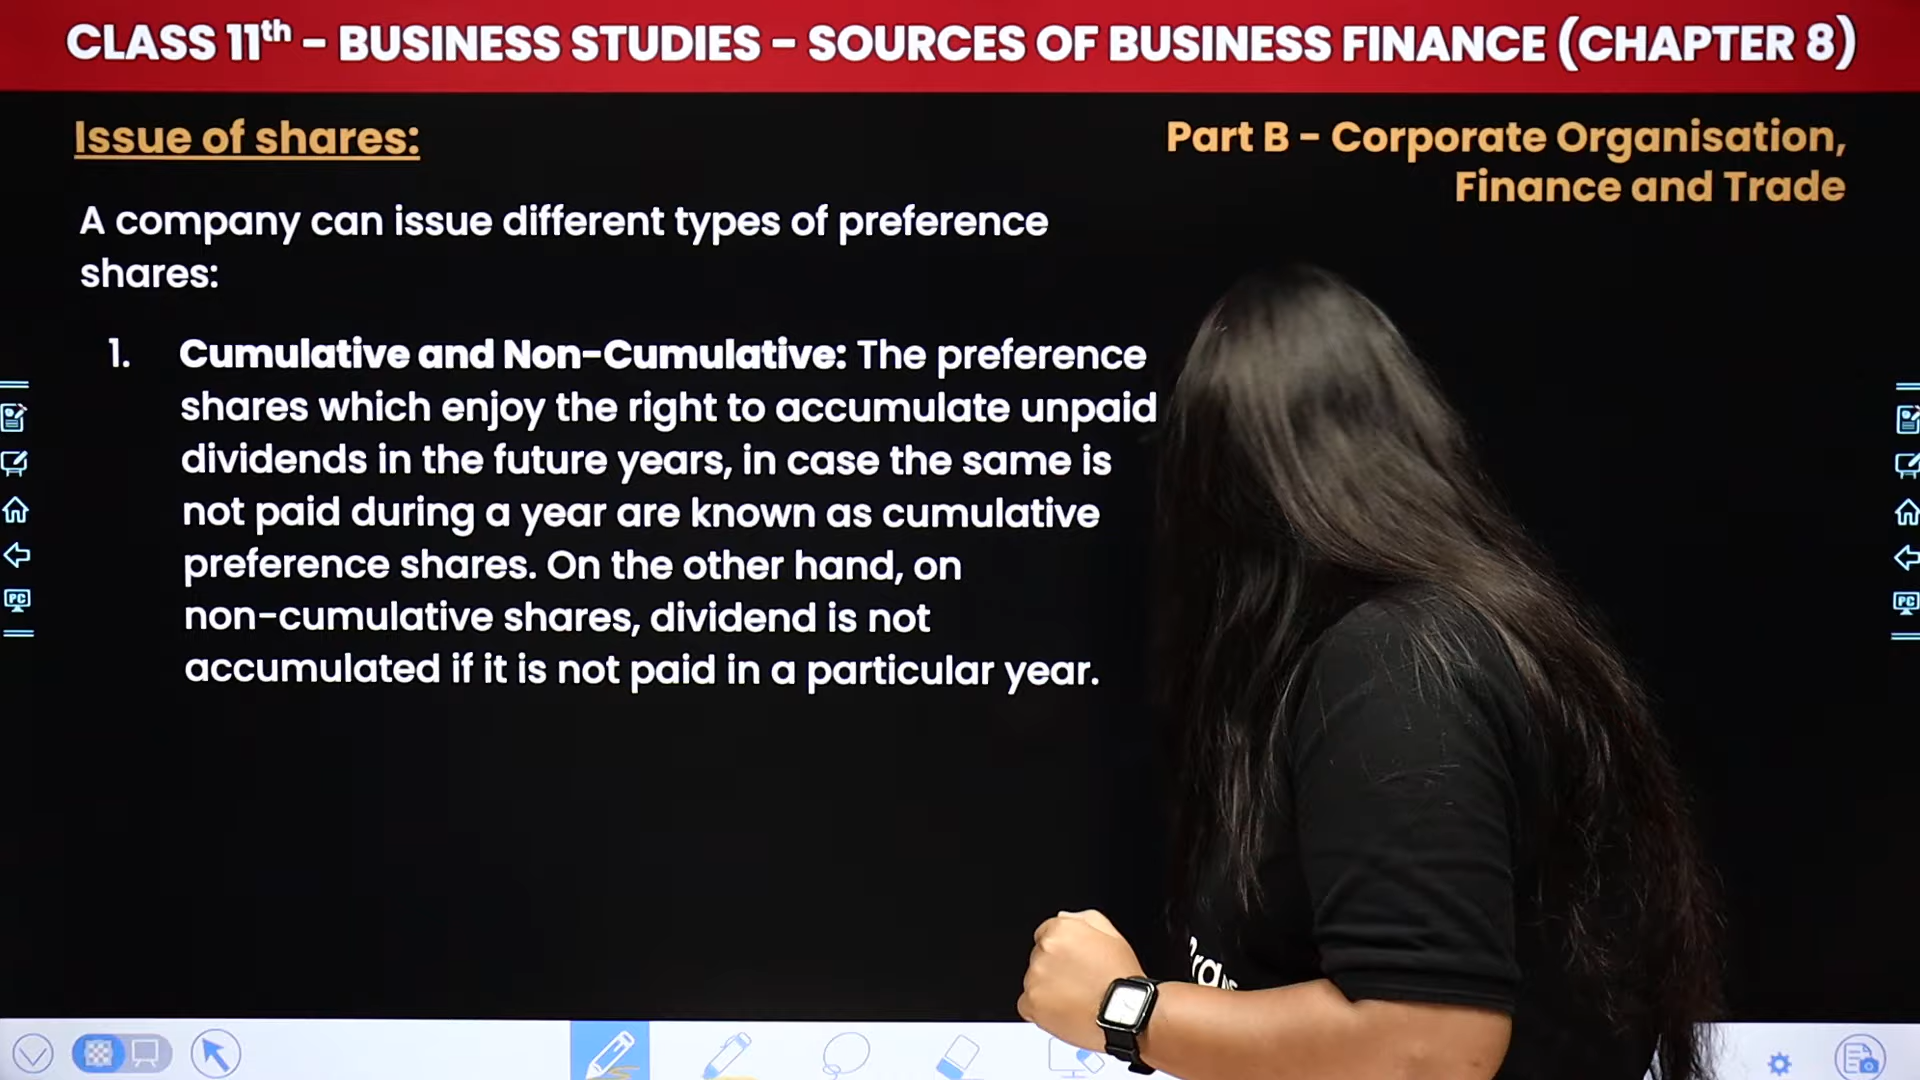 CLASS 11th - BUSINESS STUDIES - SOURCES OF BUSINESS FINANCE (CHAPTER 8)
Issue of shares:
Part B - Corporate Organisation,
Finance and Trade
A company can issue different types of preference
shares:
1. Cumulative and Non-Cumulative: The preference
shares which enjoy the right to accumulate unpaid
dividends in the future years, in case the same is
not paid during a year are known as cumulative
preference shares. On the other hand, on
non-cumulative shares, dividend is not
accumulated if it is not paid in a particular year.
PC
PC